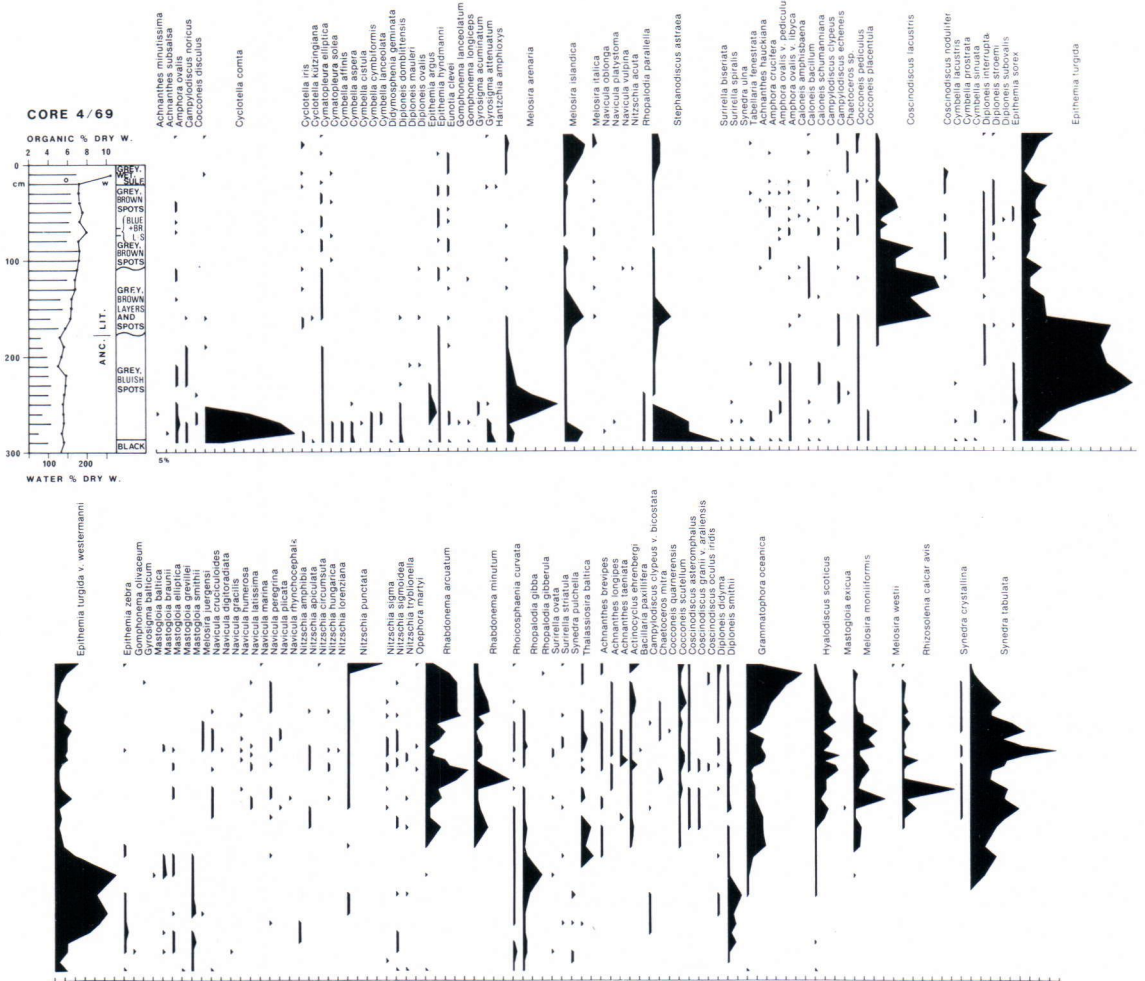 CORE 4/69
ORGANIC % DRY W.
2 4 6 8 10
0
cm
100
200
300
100 200
WATER % DRY W.
ANC. LIT.
GREY,
WET,
SULF.
GREY,
BROWN
SPOTS
BLUE
+BR
L S
GREY,
BROWN
SPOTS
GREY,
BROWN
LAYERS
AND
SPOTS
GREY,
BLUISH
SPOTS
BLACK
5%
Achnanthes minutissima
Achnanthes subsalsa
Amphora ovalis
Campylodiscus noricus
Cocconeis disculus
Cyclotella comta
Cyclotella iris
Cyclotella kützingiana
Cymatopleura elliptica
Cymatopleura solea
Cymbella affinis
Cymbella aspera
Cymbella cistula
Cymbella cymbiformis
Cymbella lanceolata
Didymosphenia geminata
Diploneis domblittensis
Diploneis mauleri
Diploneis ovalis
Epithemia argus
Epithemia hyndmanni
Eunotia clevei
Gomphonema lanceolatum
Gomphonema longiceps
Gyrosigma acuminatum
Gyrosigma attenuatum
Hantzschia amphioxys
Melosira arenaria
Melosira islandica
Melosira italica
Navicula oblonga
Navicula platystoma
Navicula vulpina
Nitzschia acuta
Rhopalodia parallella
Stephanodiscus astraea
Surirella biseriata
Surirella spiralis
Synedra ulna
Tabellaria fenestrata
Achnanthes hauckiana
Amphora crucifera
Amphora ovalis v. pediculus
Amphora ovalis v. libyca
Caloneis amphisbaena
Caloneis bacillum
Caloneis schumanniana
Campylodiscus clypeus
Campylodiscus echeneis
Chaetoceros sp.
Cocconeis pediculus
Cocconeis placentula
Coscinodiscus lacustris
Coscinodiscus nodulifer
Cymbella lacustris
Cymbella prostrata
Cymbella sinuata
Diploneis interrupta
Diploneis stroemi
Diploneis subovalis
Epithemia sorex
Epithemia turgida
Epithemia turgida v. westermanni
Epithemia zebra
Gomphonema olivaceum
Gyrosigma balticum
Mastogloia baltica
Mastogloia braunii
Mastogloia elliptica
Mastogloia grevillei
Mastogloia smithii
Melosira juergensi
Navicula cruciculoides
Navicula digitoradiata
Navicula gracilis
Navicula humerosa
Navicula latissima
Navicula marina
Navicula peregrina
Navicula plicata
Navicula rhynchocephala
Nitzschia amphibia
Nitzschia apiculata
Nitzschia circumsuta
Nitzschia hungarica
Nitzschia lorenziana
Nitzschia punctata
Nitzschia sigma
Nitzschia sigmoidea
Nitzschia tryblionella
Opephora martyi
Rhabdonema arcuatum
Rhabdonema minutum
Rhoicosphaenia curvata
Rhopalodia gibba
Rhopalodia gibberula
Surirella ovata
Surirella striatula
Synedra pulchella
Thalassiosira baltica
Achnanthes brevipes
Achnanthes longipes
Achnanthes taeniata
Actinocyclus ehrenbergi
Bacillaria paxillifera
Campylodiscus clypeus v. bicostata
Chaetoceros mitra
Cocconeis quarnerensis
Cocconeis scutellum
Coscinodiscus asteromphalus
Coscinodiscus granii v. aralensis
Coscinodiscus oculus iridis
Diploneis didyma
Diploneis smithii
Grammatophora oceanica
Hyalodiscus scoticus
Mastogloia exigua
Melosira moniliformis
Melosira westii
Rhizosolenia calcar avis
Synedra crystallina
Synedra tabulata